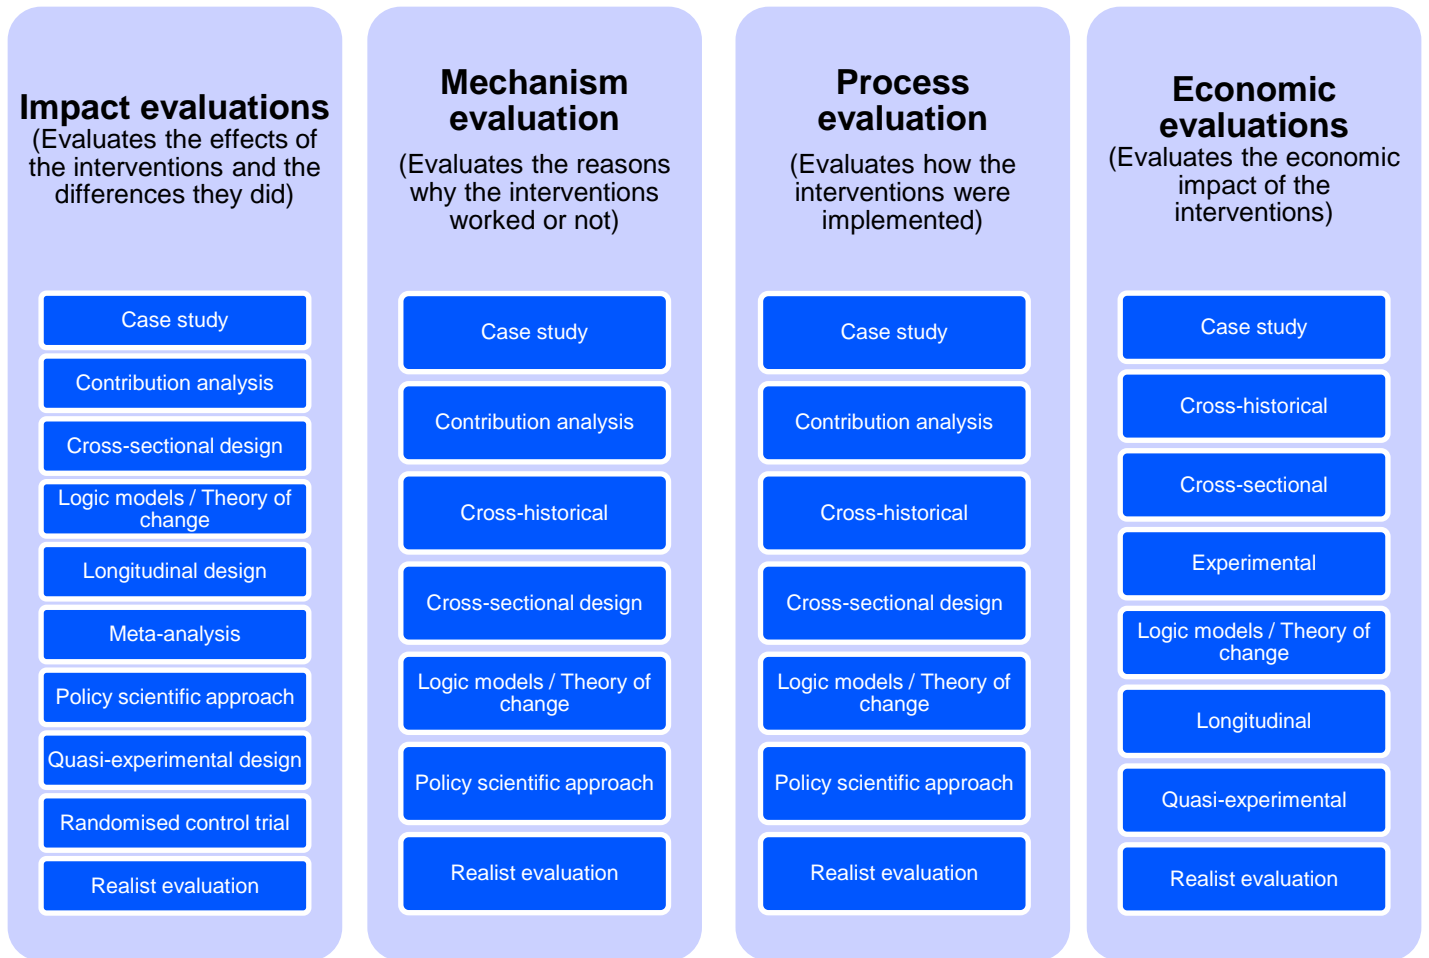 Impact evaluations
(Evaluates the effects of
the interventions and the
differences they did)
Case study
Contribution analysis
Cross-sectional design
Logic models / Theory of
change
Longitudinal design
Meta-analysis
Policy scientific approach
Quasi-experimental design
Randomised control trial
Realist evaluation
Mechanism
evaluation
(Evaluates the reasons
why the interventions
worked or not)
Case study
Contribution analysis
Cross-historical
Cross-sectional design
Logic models / Theory of
change
Policy scientific approach
Realist evaluation
Process
evaluation
(Evaluates how the
interventions were
implemented)
Case study
Contribution analysis
Cross-historical
Cross-sectional design
Logic models / Theory of
change
Policy scientific approach
Realist evaluation
Economic
evaluations
(Evaluates the economic
impact of the
interventions)
Case study
Cross-historical
Cross-sectional
Experimental
Logic models / Theory of
change
Longitudinal
Quasi-experimental
Realist evaluation